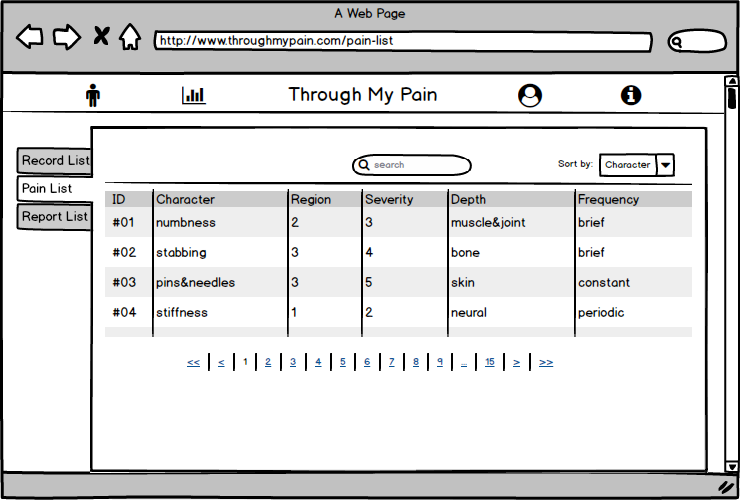 A Web Page
http://www.throughmypain.com/pain-list
Through My Pain
Record List
Pain List
Report List
search
Sort by: Character
ID Character Region Severity Depth Frequency
#01 numbness 2 3 muscle&joint brief
#02 stabbing 3 4 bone brief
#03 pins&needles 3 5 skin constant
#04 stiffness 1 2 neural periodic
<< < 1 2 3 4 5 6 7 8 9 ... 15 > >>